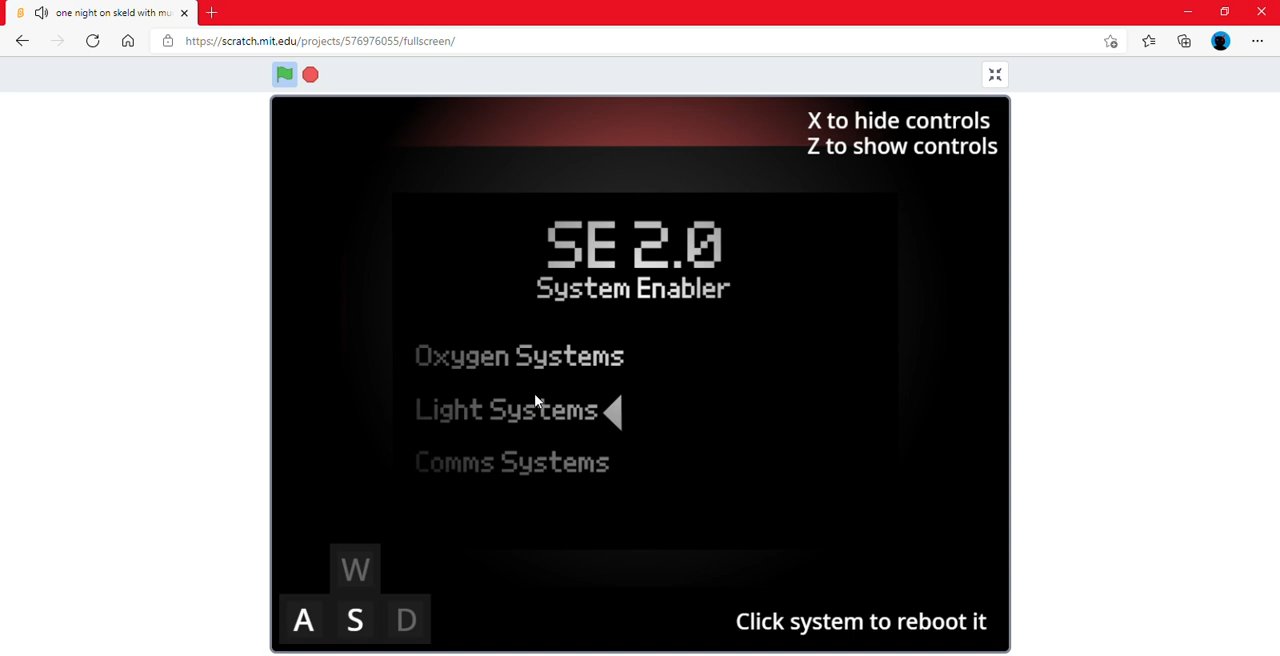 one night on skeld with mu
https://scratch.mit.edu/projects/576976055/fullscreen/
X to hide controls
Z to show controls
SE 2.0
System Enabler
Oxygen Systems
Light Systems
Comms Systems
W
A S D
Click system to reboot it